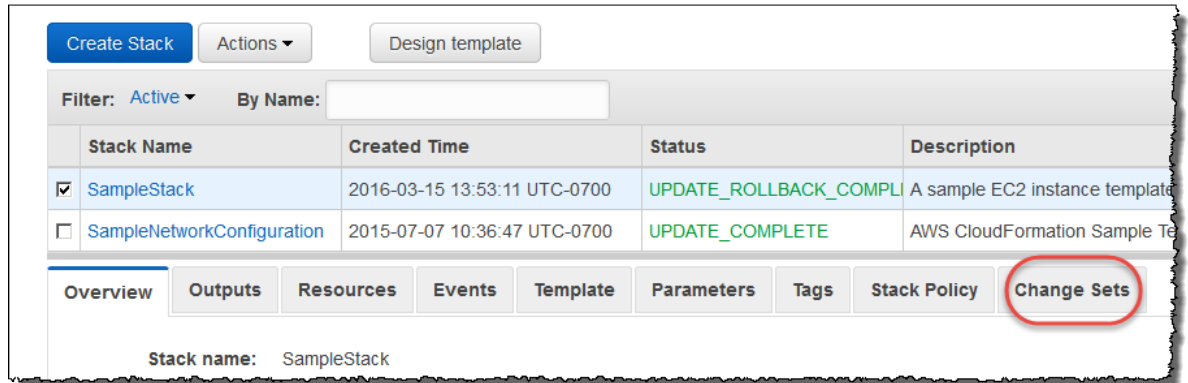 Create Stack Actions Design template
Filter: Active By Name:
Stack Name Created Time Status Description
SampleStack 2016-03-15 13:53:11 UTC-0700 UPDATE_ROLLBACK_COMPL A sample EC2 instance template
SampleNetworkConfiguration 2015-07-07 10:36:47 UTC-0700 UPDATE_COMPLETE AWS CloudFormation Sample Te
Overview Outputs Resources Events Template Parameters Tags Stack Policy Change Sets
Stack name: SampleStack